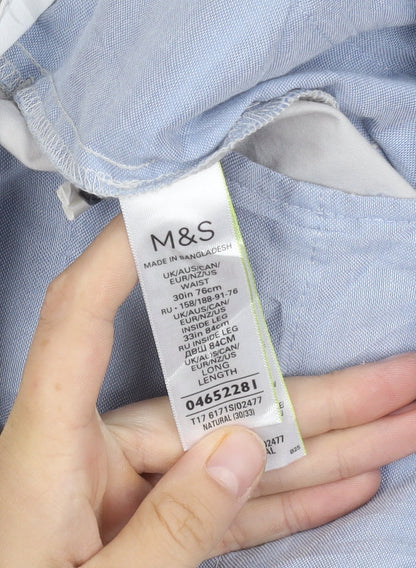 M&S
MADE IN BANGLADESH
UK/AUS/CAN/
EUR/NZ/US
WAIST
30in 76cm
RU - 158/188-91-76
UK/AUS/CAN/
EUR/NZ/US
INSIDE LEG
33in 84cm
RU INSIDE LEG
деш 84CM
UK/AUS/CAN/
EUR/NZ/US
LONG
LENGTH
04652281
T17 6171S/02477
NATURAL (30/33)
02477